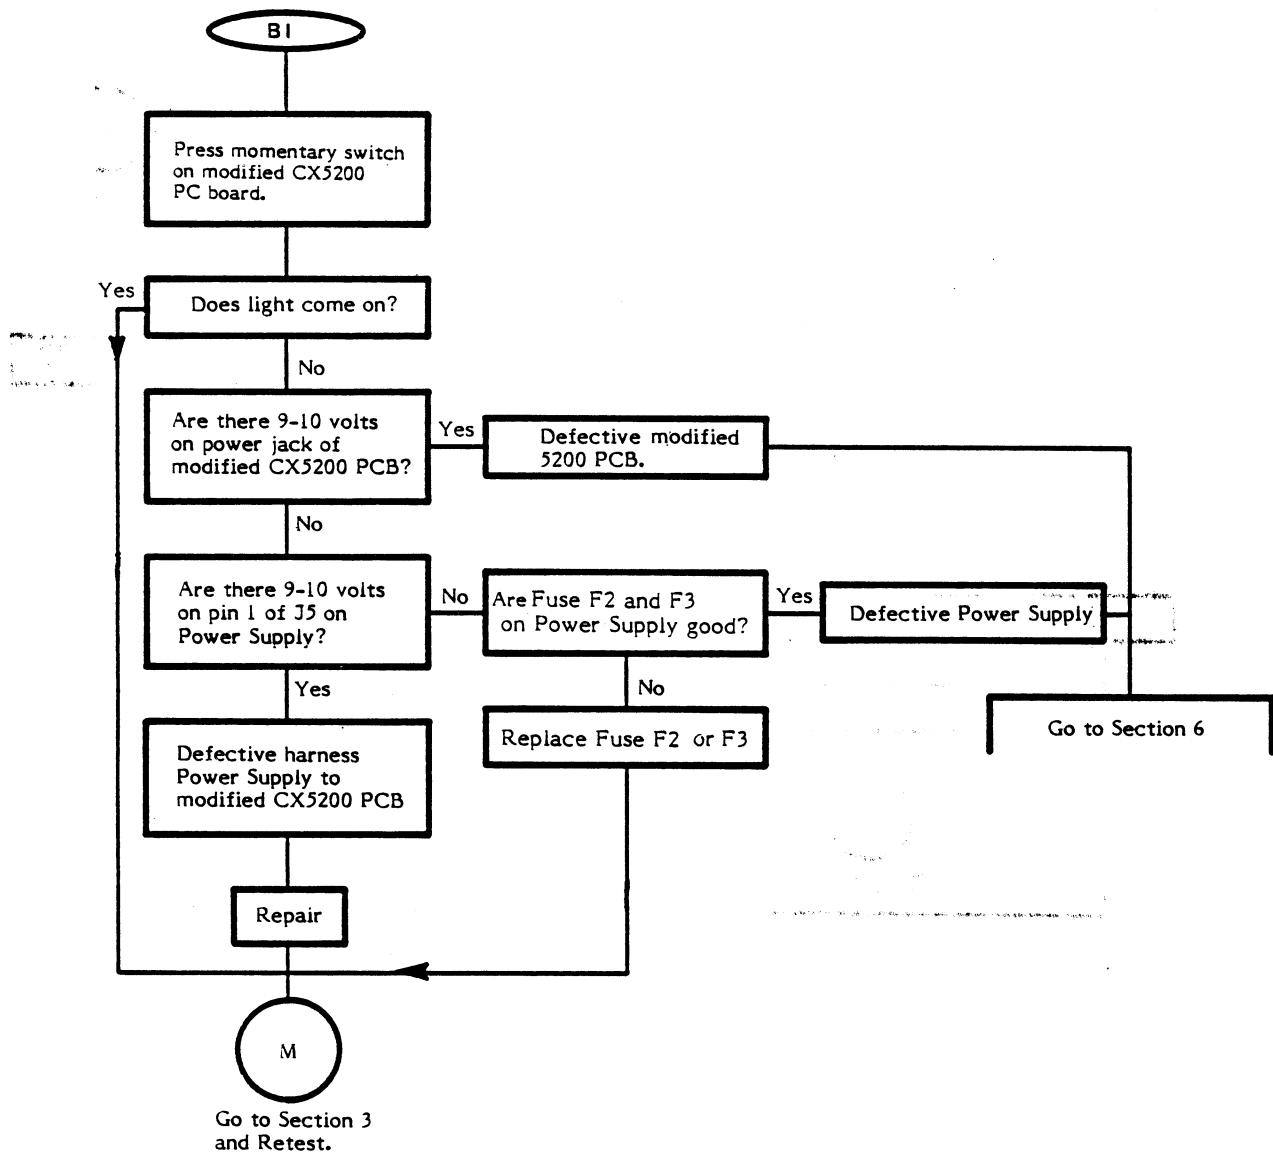 B1
Press momentary switch
on modified CX5200
PC board.
Yes
Does light come on?
No
Are there 9-10 volts
on power jack of
modified CX5200 PCB?
Yes
Defective modified
5200 PCB.
No
Are there 9-10 volts
on pin 1 of J5 on
Power Supply?
No
Are Fuse F2 and F3
on Power Supply good?
Yes
Defective Power Supply
Yes
No
Go to Section 6
Defective harness
Power Supply to
modified CX5200 PCB
Replace Fuse F2 or F3
Repair
M
Go to Section 3
and Retest.